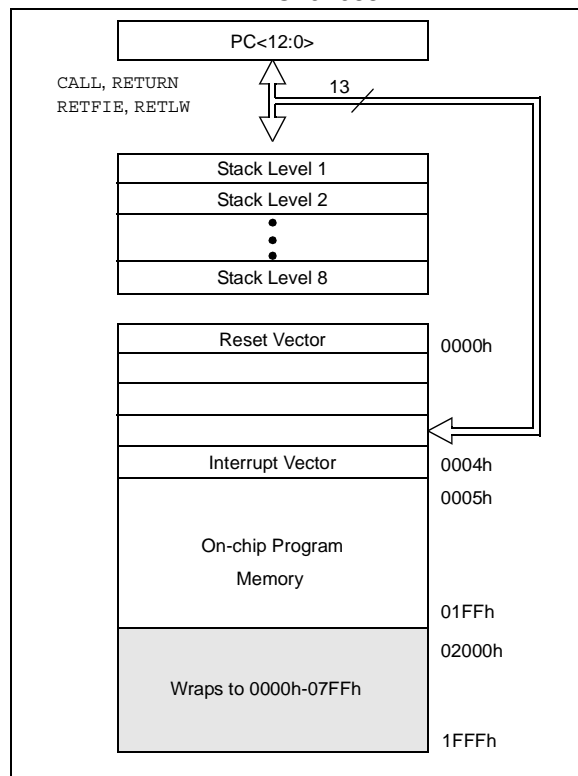 PC<12:0>
CALL, RETURN
RETFIE, RETLW
13
Stack Level 1
Stack Level 2
Stack Level 8
Reset Vector
0000h
Interrupt Vector
0004h
0005h
On-chip Program
Memory
01FFh
02000h
Wraps to 0000h-07FFh
1FFFh